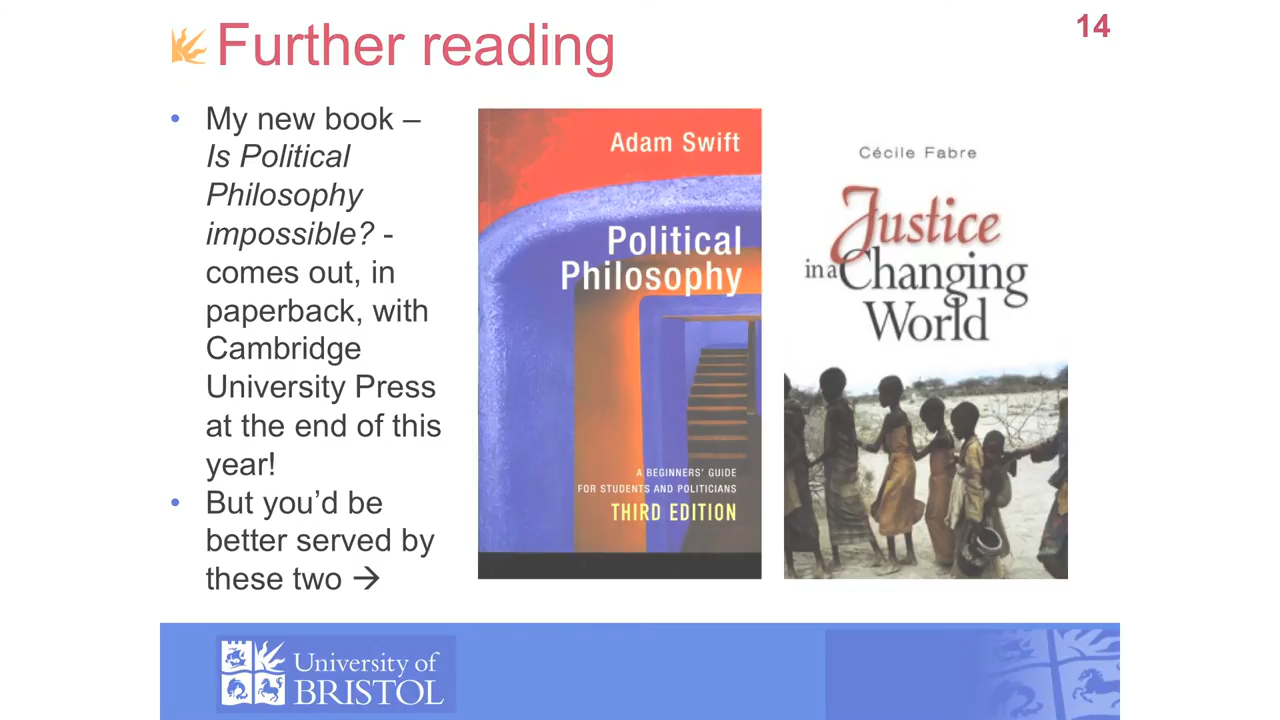 Further reading
14
• My new book –
Is Political
Philosophy
impossible? -
comes out, in
paperback, with
Cambridge
University Press
at the end of this
year!
• But you’d be
better served by
these two →
Adam Swift
Political
Philosophy
A BEGINNERS’ GUIDE
FOR STUDENTS AND POLITICIANS
THIRD EDITION
Cécile Fabre
Justice
in a Changing
World
University of
BRISTOL